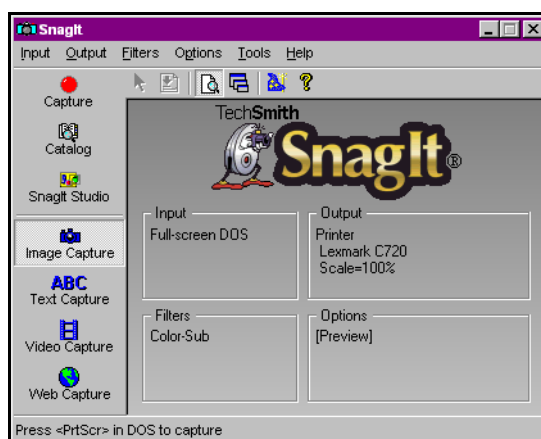 SnagIt
Input Output Filters Options Tools Help
Capture
Catalog
SnagIt Studio
Image Capture
ABC
Text Capture
Video Capture
Web Capture
TechSmith
SnagIt®
Input
Full-screen DOS
Output
Printer
Lexmark C720
Scale=100%
Filters
Color-Sub
Options
[Preview]
Press <PrtScr> in DOS to capture